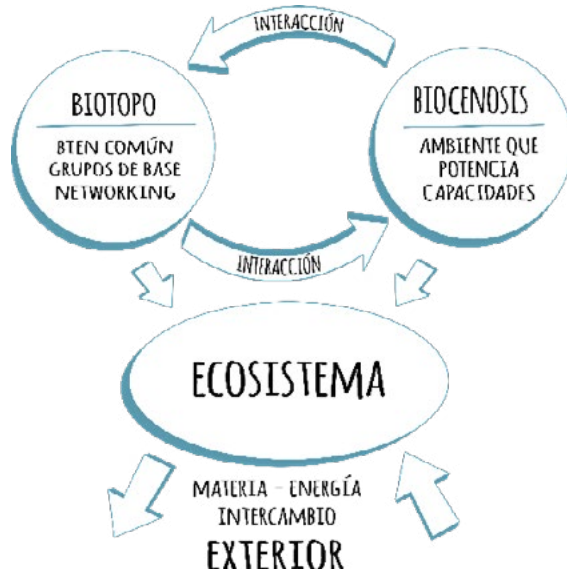 INTERACCIÓN
BIOTOPO
BIEN COMÚN
GRUPOS DE BASE
NETWORKING
BIOCENOSIS
AMBIENTE QUE
POTENCIA
CAPACIDADES
INTERACCIÓN
ECOSISTEMA
MATERIA - ENERGÍA
INTERCAMBIO
EXTERIOR